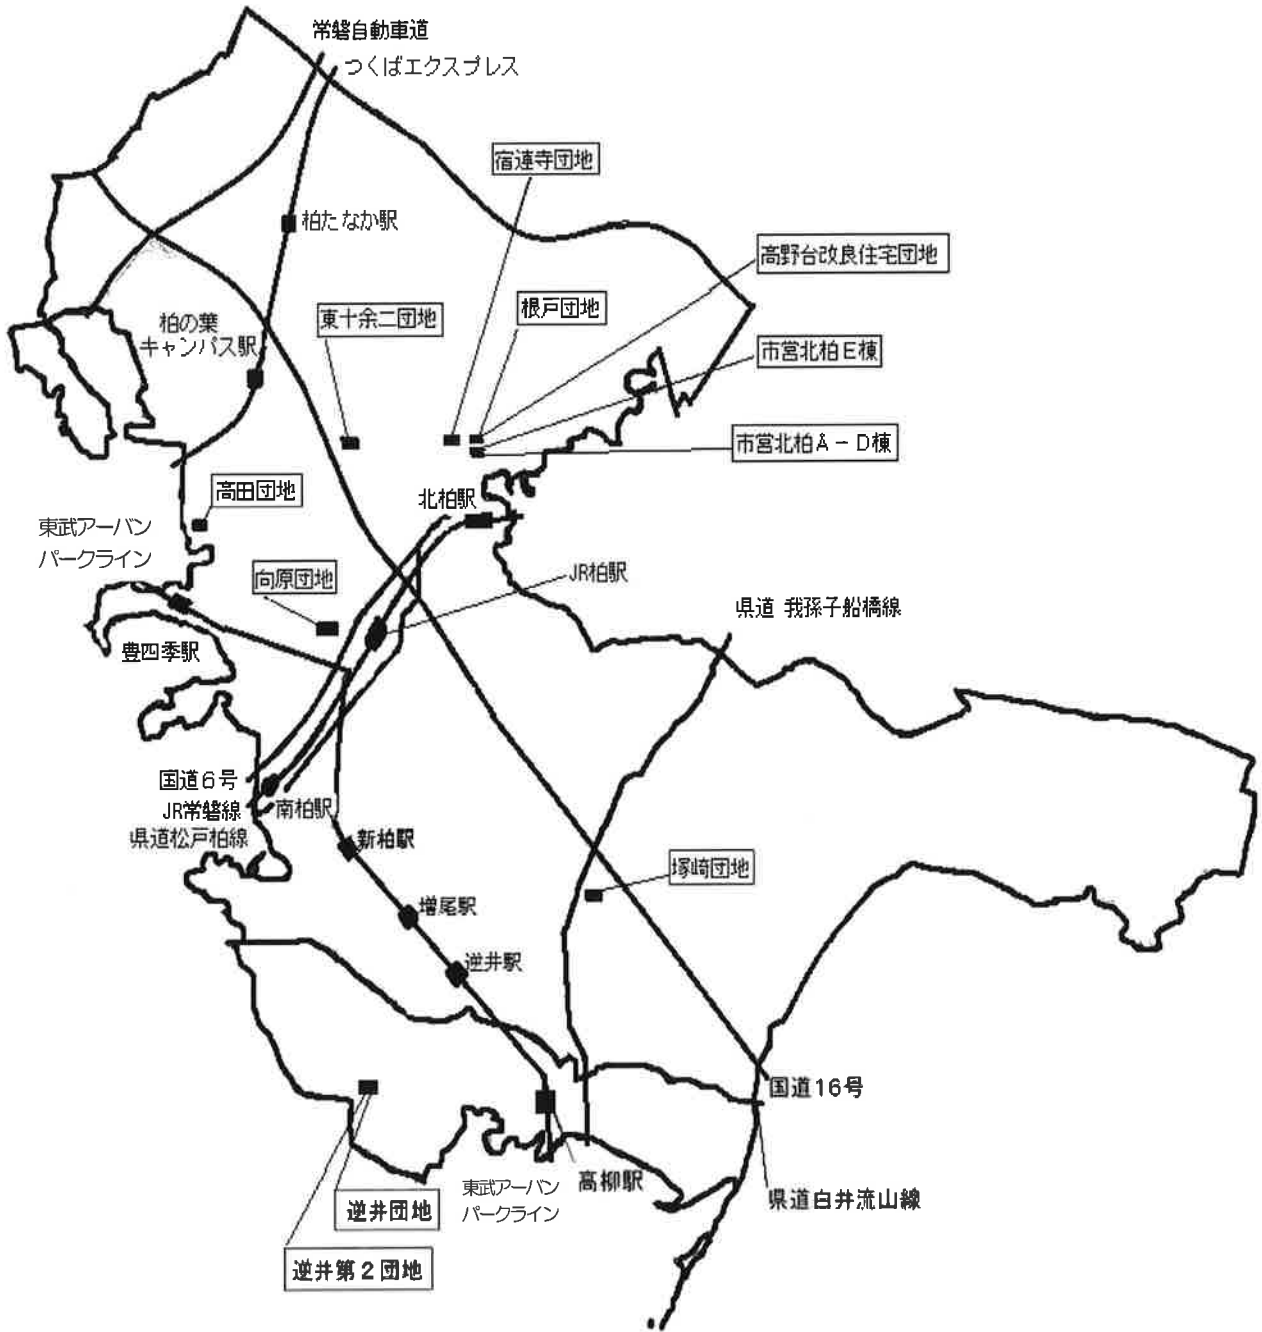 常磐自動車道
つくばエクスプレス
宿連寺団地
柏たなか駅
高野台改良住宅団地
根戸団地
東十余二団地
柏の葉
キャンパス駅
市営北柏E棟
市営北柏A－D棟
高田団地
北柏駅
東武アーバン
パークライン
向原団地
JR柏駅
県道 我孫子船橋線
豊四季駅
国道6号
JR常磐線
南柏駅
県道松戸柏線
新柏駅
塚崎団地
増尾駅
逆井駅
国道16号
高柳駅
東武アーバン
パークライン
県道白井流山線
逆井団地
逆井第2団地